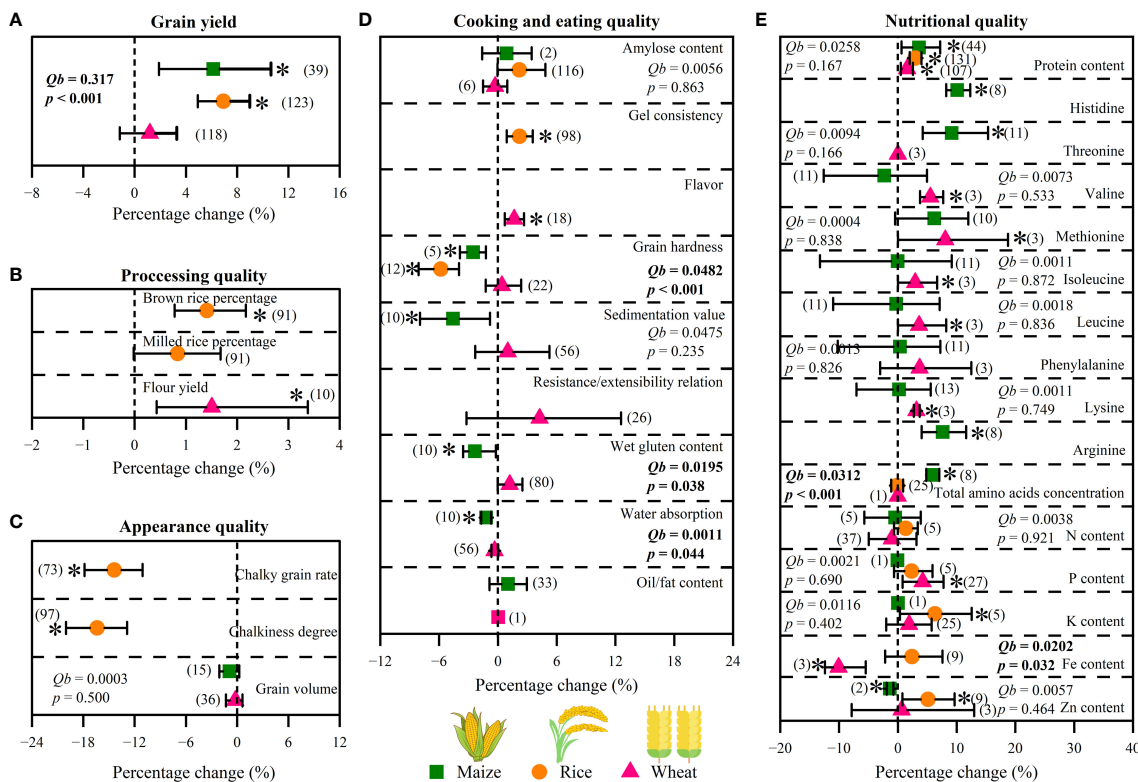 A
Grain yield
Qb = 0.317
p < 0.001
* (39)
* (123)
(118)
−8 −4 0 4 8 12 16
Percentage change (%)
B
Proccessing quality
Brown rice percentage
* (91)
Milled rice percentage
(91)
Flour yield
* (10)
−2 −1 0 1 2 3 4
Percentage change (%)
C
Appearance quality
(73) *
Chalky grain rate
(97)
*
Chalkiness degree
(15)
Qb = 0.0003
p = 0.500
(36)
Grain volume
−24 −18 −12 −6 0 6 12
Percentage change (%)
D
Cooking and eating quality
Amylose content
(2)
(116)
Qb = 0.0056
(6)
p = 0.863
Gel consistency
* (98)
Flavor
* (18)
Grain hardness
(5) *
(12) *
Qb = 0.0482
(22)
p < 0.001
Sedimentation value
(10) *
Qb = 0.0475
(56)
p = 0.235
Resistance/extensibility relation
(26)
Wet gluten content
(10) *
Qb = 0.0195
(80)
p = 0.038
Water absorption
(10) *
Qb = 0.0011
(56)
p = 0.044
Oil/fat content
(33)
(1)
−12 −6 0 6 12 18 24
Percentage change (%)
Maize Rice Wheat
E
Nutritional quality
Qb = 0.0258
* (44)
* (131)
p = 0.167
* (107)
Protein content
* (8)
Histidine
Qb = 0.0094
* (11)
p = 0.166
(3)
Threonine
(11)
Qb = 0.0073
Valine
* (3)
p = 0.533
Methionine
(10)
Qb = 0.0004
p = 0.838
* (3)
Isoleucine
(11)
Qb = 0.0011
* (3)
p = 0.872
(11)
Qb = 0.0018
Leucine
* (3)
p = 0.836
Phenylalanine
(11)
Qb = 0.0013
p = 0.826
(3)
(13)
Qb = 0.0011
Lysine
* (3)
p = 0.749
* (8)
Arginine
Qb = 0.0312
* (8)
p < 0.001
(25)
(1)
Total amino acids concentration
(5)
Qb = 0.0038
N content
(5)
(37)
p = 0.921
(1)
Qb = 0.0021
(5)
P content
p = 0.690
* (27)
Qb = 0.0116
(1)
K content
* (5)
p = 0.402
(25)
Qb = 0.0202
(9)
(3) *
p = 0.032
Fe content
(2) *
Qb = 0.0057
* (9)
(3)
p = 0.464
Zn content
−20 −10 0 10 20 30 40
Percentage change (%)